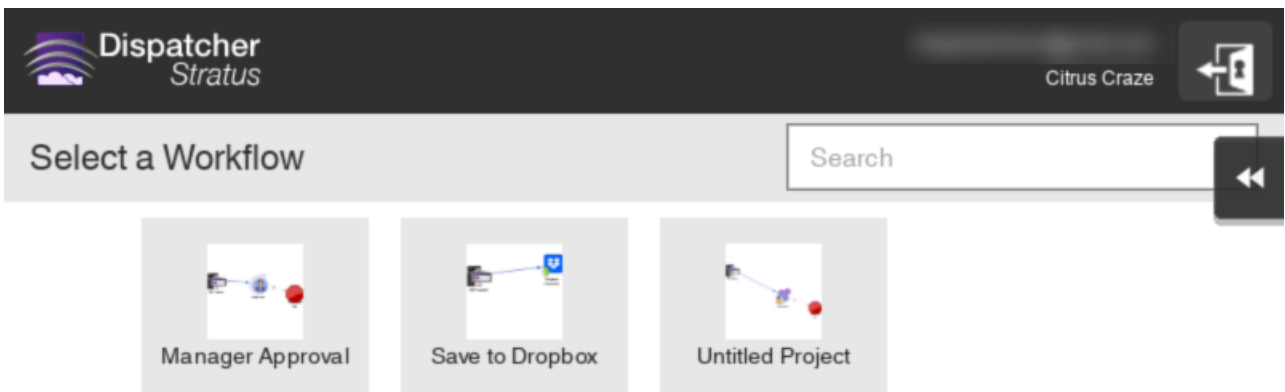 Dispatcher
Stratus
Citrus Craze
Select a Workflow
Search
Manager Approval
Save to Dropbox
Untitled Project